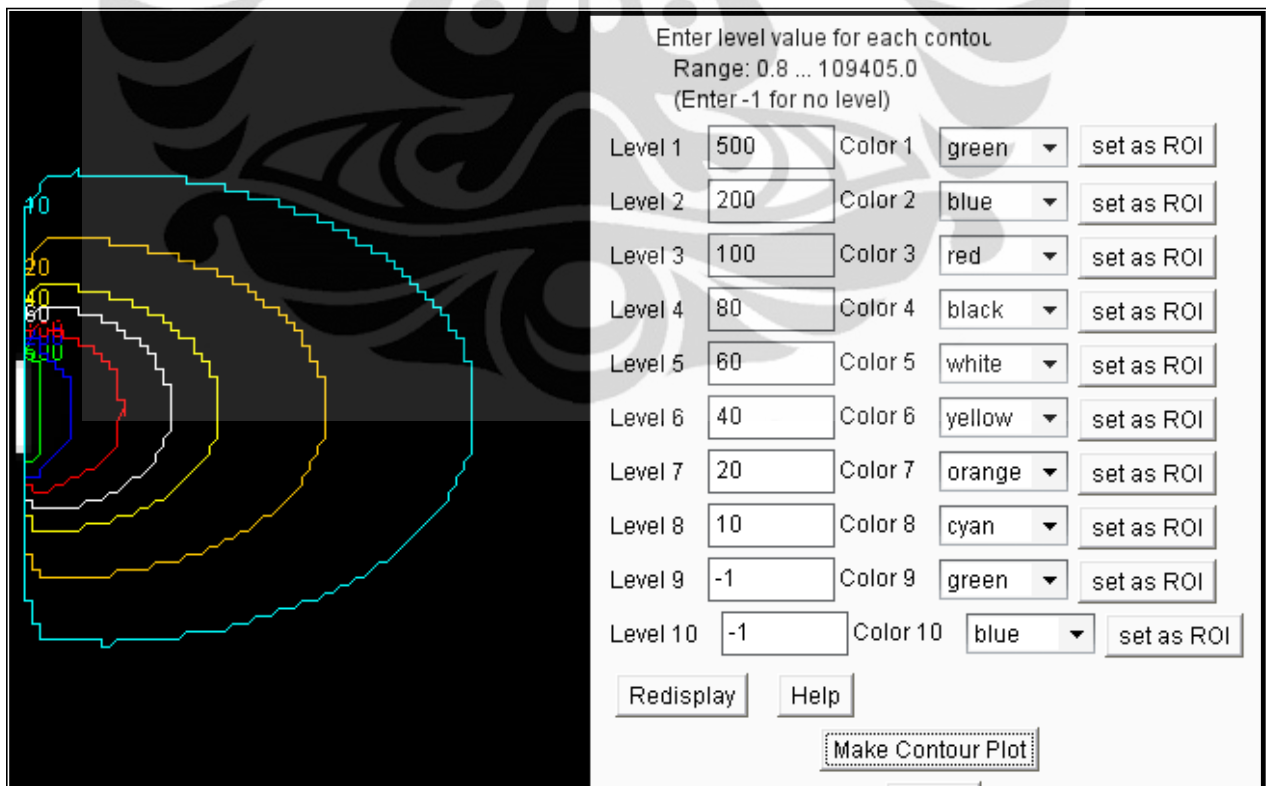 Enter level value for each contou
Range: 0.8 ... 109405.0
(Enter -1 for no level)
Level 1 500 Color 1 green set as ROI
Level 2 200 Color 2 blue set as ROI
Level 3 100 Color 3 red set as ROI
Level 4 80 Color 4 black set as ROI
Level 5 60 Color 5 white set as ROI
Level 6 40 Color 6 yellow set as ROI
Level 7 20 Color 7 orange set as ROI
Level 8 10 Color 8 cyan set as ROI
Level 9 -1 Color 9 green set as ROI
Level 10 -1 Color 10 blue set as ROI
Redisplay Help
Make Contour Plot
10
20
40
60